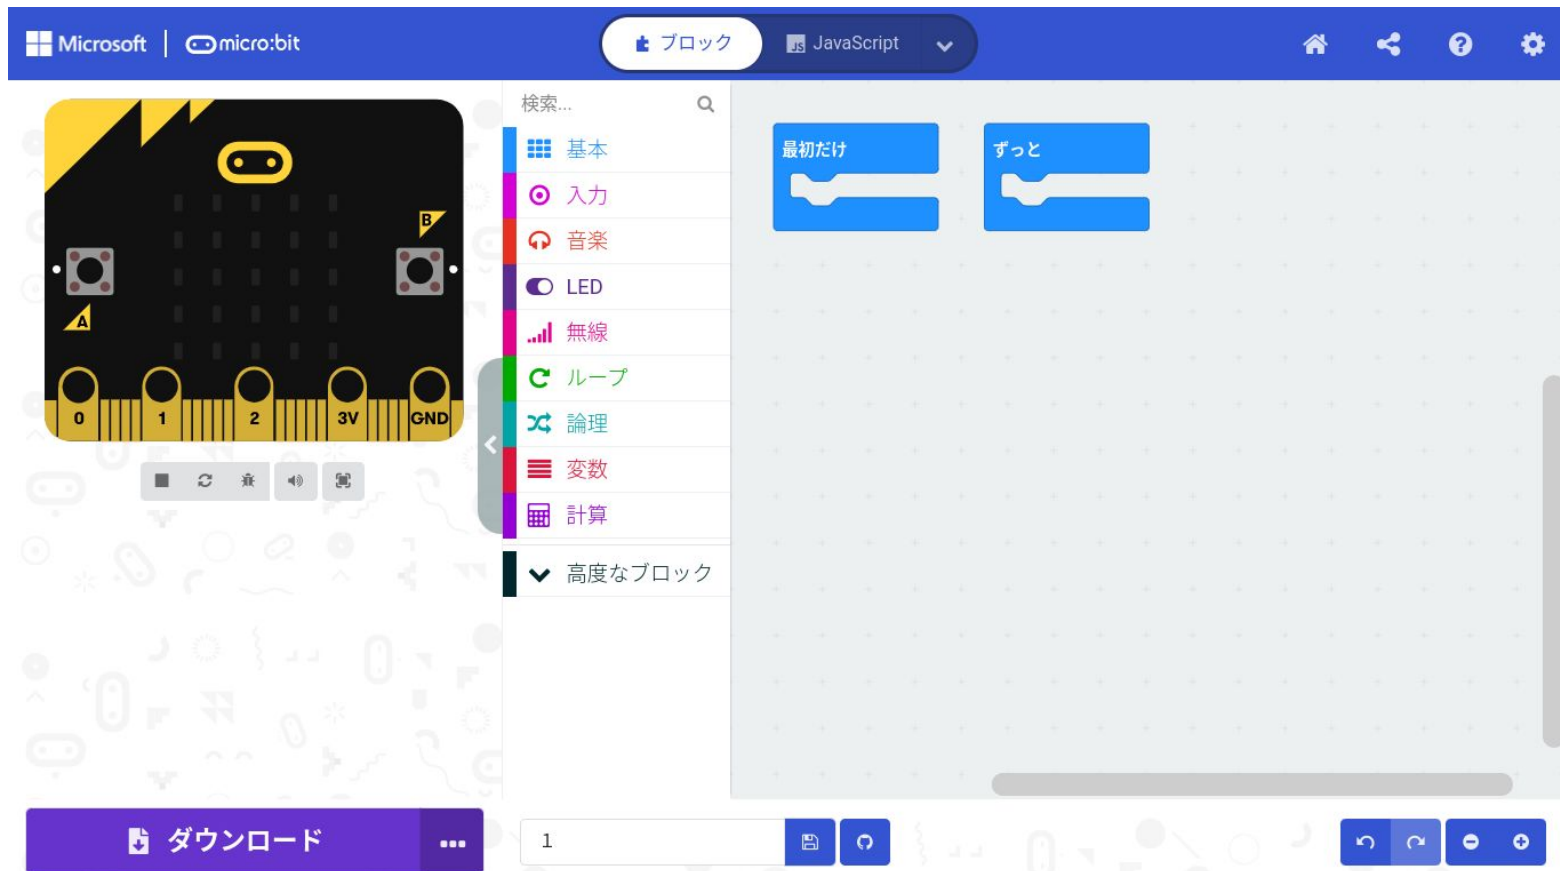 Microsoft micro:bit
ブロック
JS JavaScript
検索...
基本
入力
音楽
LED
無線
ループ
論理
変数
計算
高度なブロック
最初だけ
ずっと
B
A
0 1 2 3V GND
ダウンロード
...
1